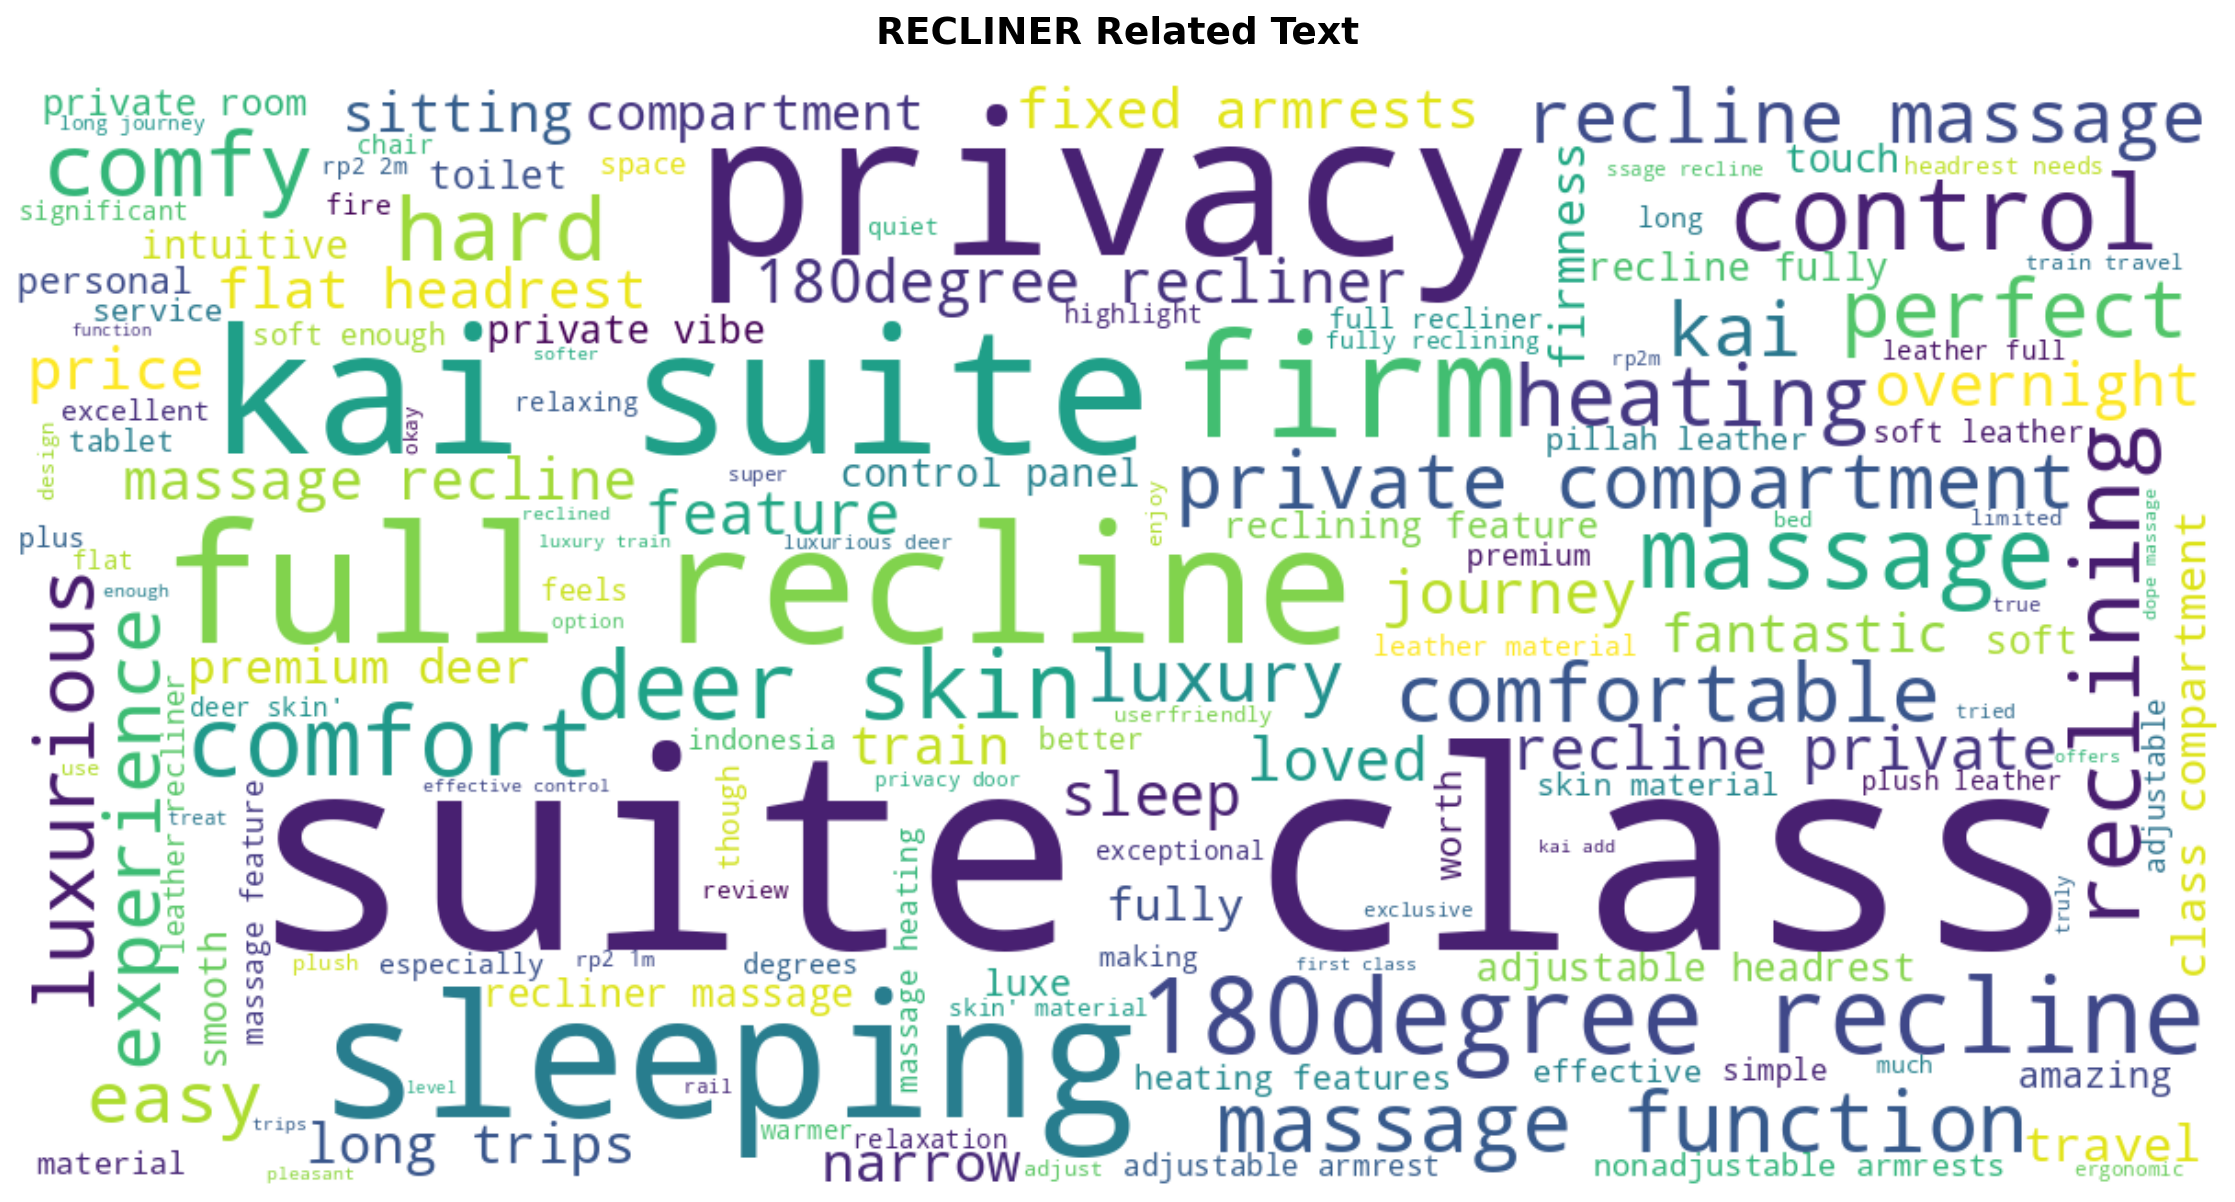 RECLINER Related Text
private room
long journey
sitting
compartment
fixed armrests
recline massage
comfy
chair
rp2 2m
toilet
space
privacy
firmness
ssage recline
touch
headrest needs
significant
fire
hard
quiet
long
control
intuitive
personal
flat headrest
180degree recliner
recline fully
train travel
service
function
soft enough
private vibe
highlight
full recliner
fully reclining
kai
perfect
price
kai suite
softer
firm
rp2m
leather full
excellent
okay
relaxing
heating
overnight
design
tablet
pillah leather
soft leather
massage recline
super
control panel
private compartment
reclining
feature
enjoy
reclined
reclining feature
bed
limited
dope massage
plus
luxury train
luxurious deer
flat
premium
massage
class compartment
enough
full recline
feels
option
journey
true
luxurious
experience
leather material
fantastic
soft
premium deer
deer skin
luxury
comfortable
leather recliner
deer skin'
userfriendly
tried
adjustable
comfort
indonesia
train
better
loved
recline private
offers
use
effective control
though
privacy door
sleep
worth
skin material
plush leather
massage feature
treat
suite class
massage heating
exceptional
kai add
review
fully
exclusive
truly
smooth
plush
especially
rp2 1m
degrees
making
first class
adjustable headrest
recliner massage
luxe
skin' material
180degree recline
sleeping
easy
level
rail
heating features
effective
simple
much
amazing
trips
long trips
warmer
relaxation
massage function
travel
material
pleasant
narrow
adjust
adjustable armrest
nonadjustable armrests
ergonomic